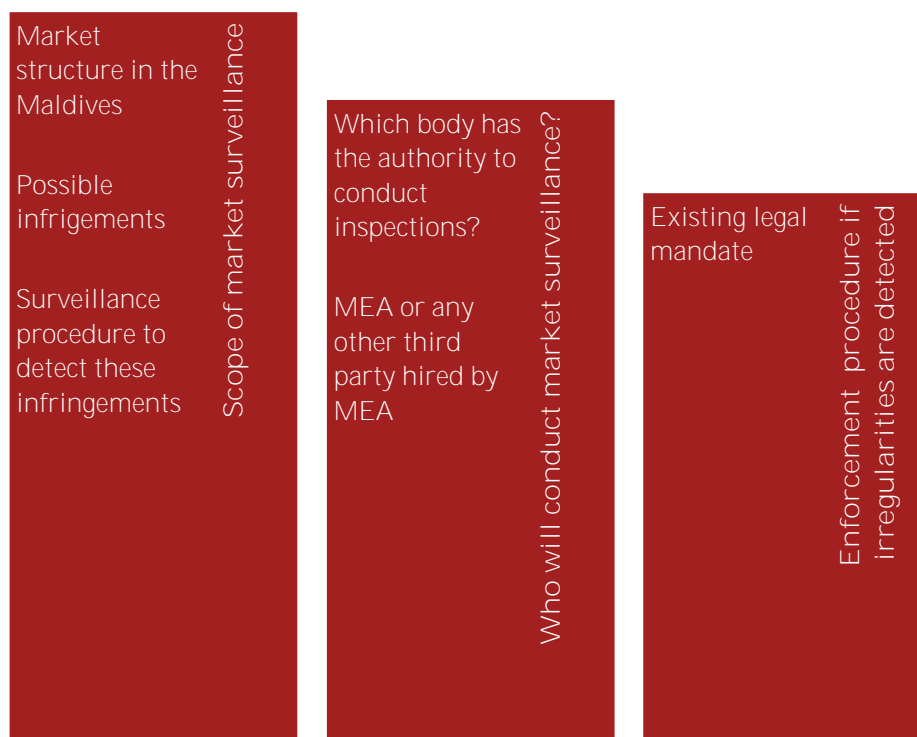 Market
structure in the
Maldives
Possible
infrigements
Surveillance
procedure to
detect these
infringements
Scope of market surveillance
Which body has
the authority to
conduct
inspections?
MEA or any
other third
party hired by
MEA
Who will conduct market surveillance?
Existing legal
mandate
Enforcement procedure if
irregularities are detected